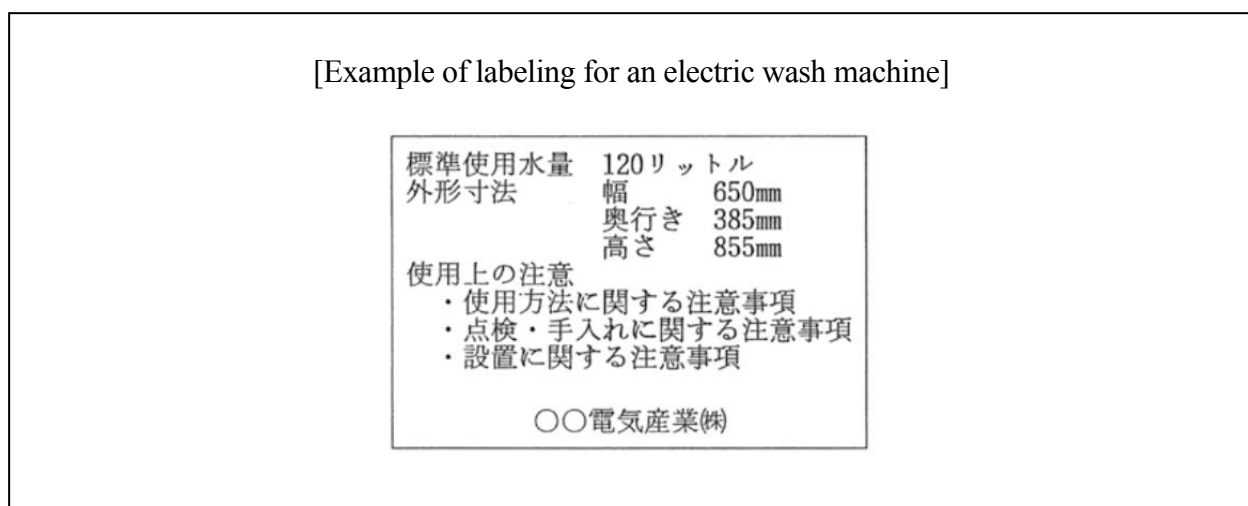 [Example of labeling for an electric wash machine]
標準使用水量 120リットル
外形寸法 幅 650㎜
奥行き 385㎜
高さ 855㎜
使用上の注意
・使用方法に関する注意事項
・点検・手入れに関する注意事項
・設置に関する注意事項
○○電気産業㈱